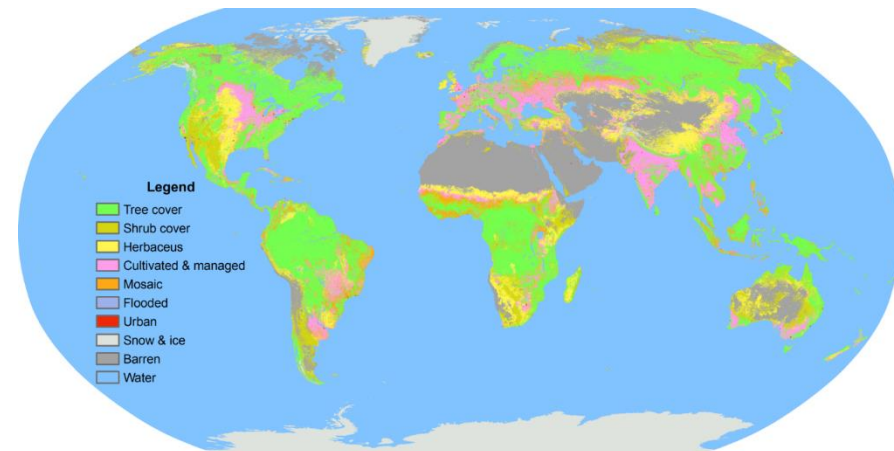 Legend
Tree cover
Shrub cover
Herbaceus
Cultivated & managed
Mosaic
Flooded
Urban
Snow & ice
Barren
Water